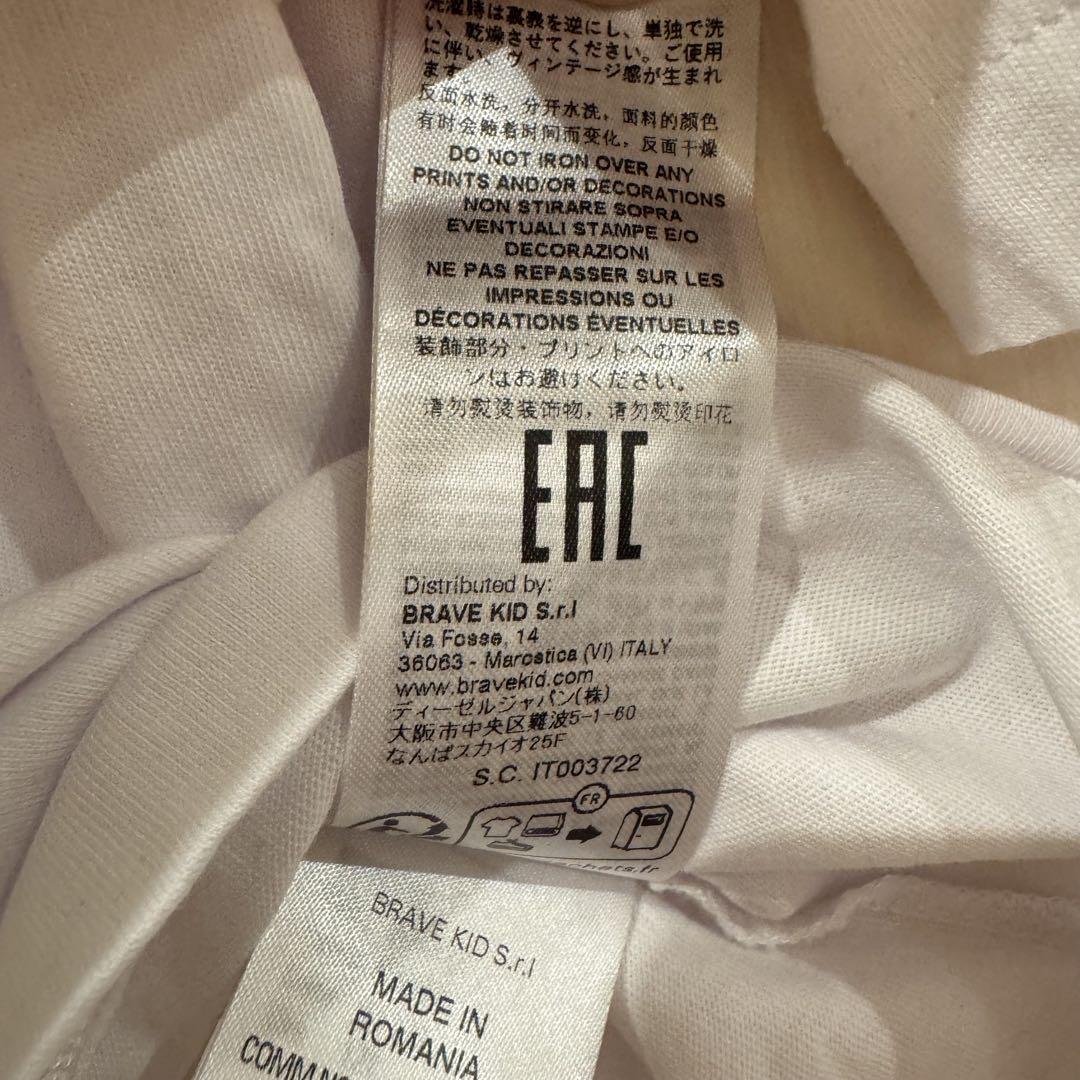 洗濯時は裏表を逆にし、単独で洗
い、乾燥させてください。ご使用
に伴い、ヴィンテージ感が生まれ
ます。
反面水洗，分开水洗，面料的颜色
有时会随着时间而变化，反面干燥
DO NOT IRON OVER ANY
PRINTS AND/OR DECORATIONS
NON STIRARE SOPRA
EVENTUALI STAMPE E/O
DECORAZIONI
NE PAS REPASSER SUR LES
IMPRESSIONS OU
DÉCORATIONS ÉVENTUELLES
装飾部分・プリントへのアイロ
ンはお避けください。
请勿熨烫装饰物，请勿熨烫印花
EAC
Distributed by:
BRAVE KID S.r.l
Via Fosse, 14
36063 - Marostica (VI) ITALY
www.bravekid.com
ディーゼルジャパン(株)
大阪市中央区難波5-1-60
なんばスカイオ25F
S.C. IT003722
FR
BRAVE KID S.r.l
MADE IN
ROMANIA